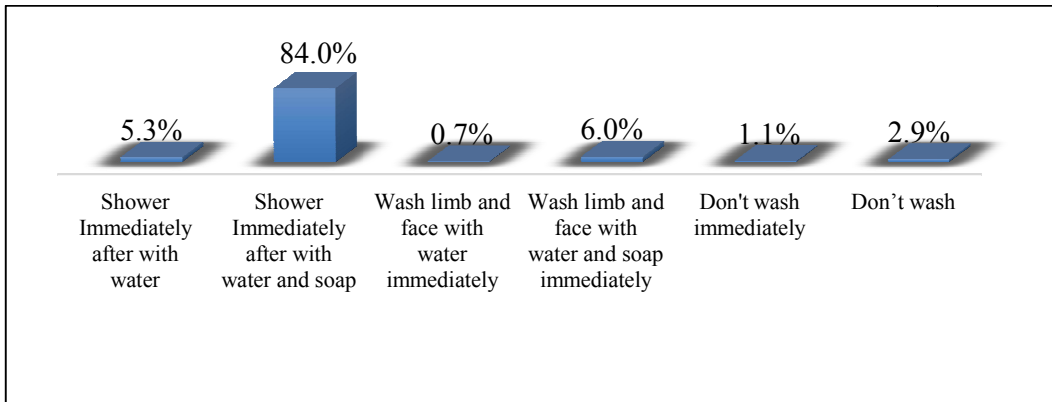 84.0%
5.3%
0.7%
6.0%
1.1%
2.9%
Shower
Immediately
after with
water
Shower
Immediately
after with
water and soap
Wash limb and
face with
water
immediately
Wash limb and
face with
water and soap
immediately
Don't wash
immediately
Don’t wash